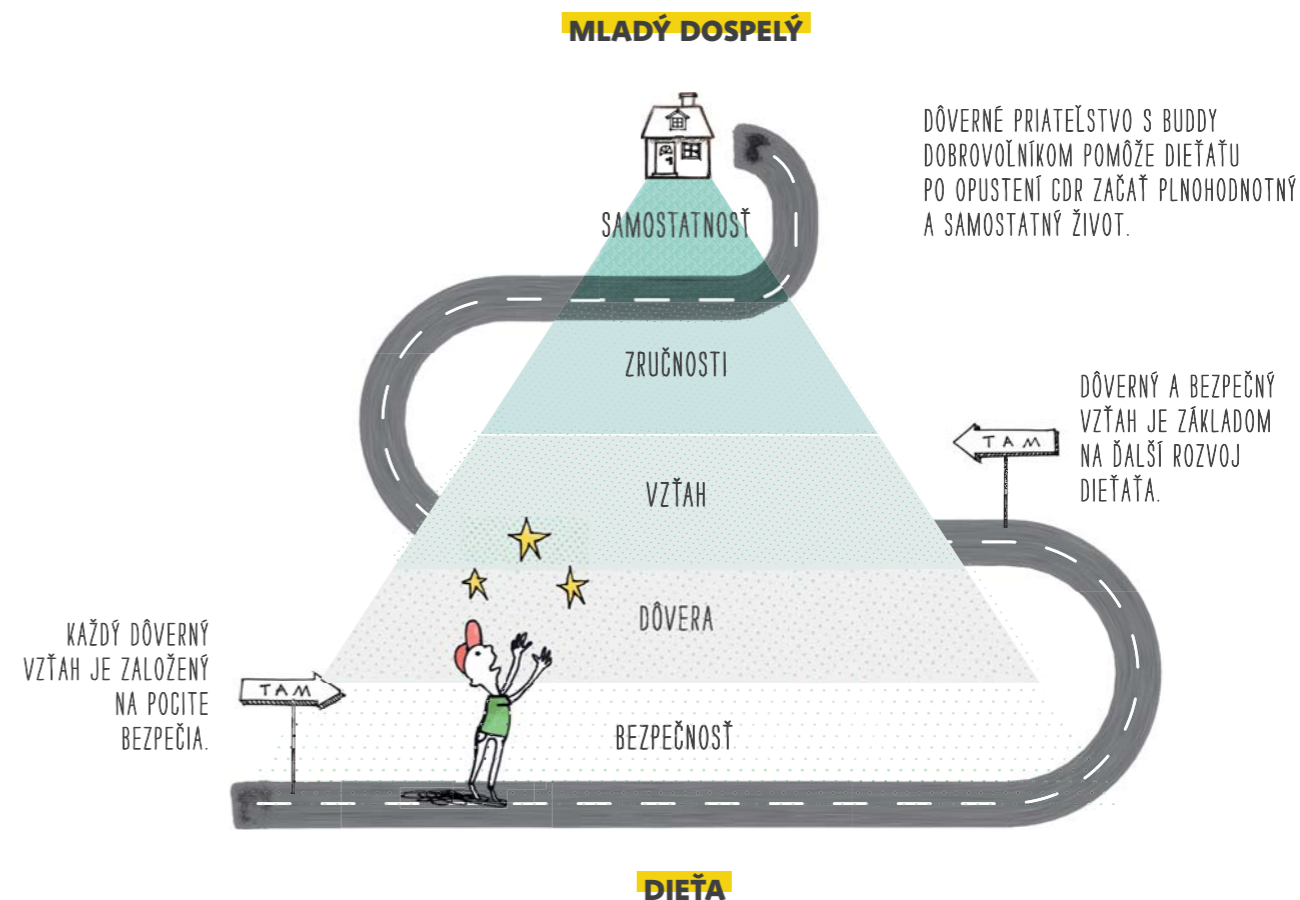 MLADÝ DOSPELÝ
DÔVERNÉ PRIATEĽSTVO S BUDDY
DOBROVOĽNÍKOM POMÔŽE DIEŤAŤU
PO OPUSTENÍ CDR ZAČAŤ PLNOHODNOTNÝ
A SAMOSTATNÝ ŽIVOT.
SAMOSTATNOSŤ
ZRUČNOSTI
DÔVERNÝ A BEZPEČNÝ
VZŤAH JE ZÁKLADOM
NA ĎALŠÍ ROZVOJ
DIEŤAŤA.
TAM
VZŤAH
DÔVERA
KAŽDÝ DÔVERNÝ
VZŤAH JE ZALOŽENÝ
NA POCITE
BEZPEČIA.
TAM
BEZPEČNOSŤ
DIEŤA